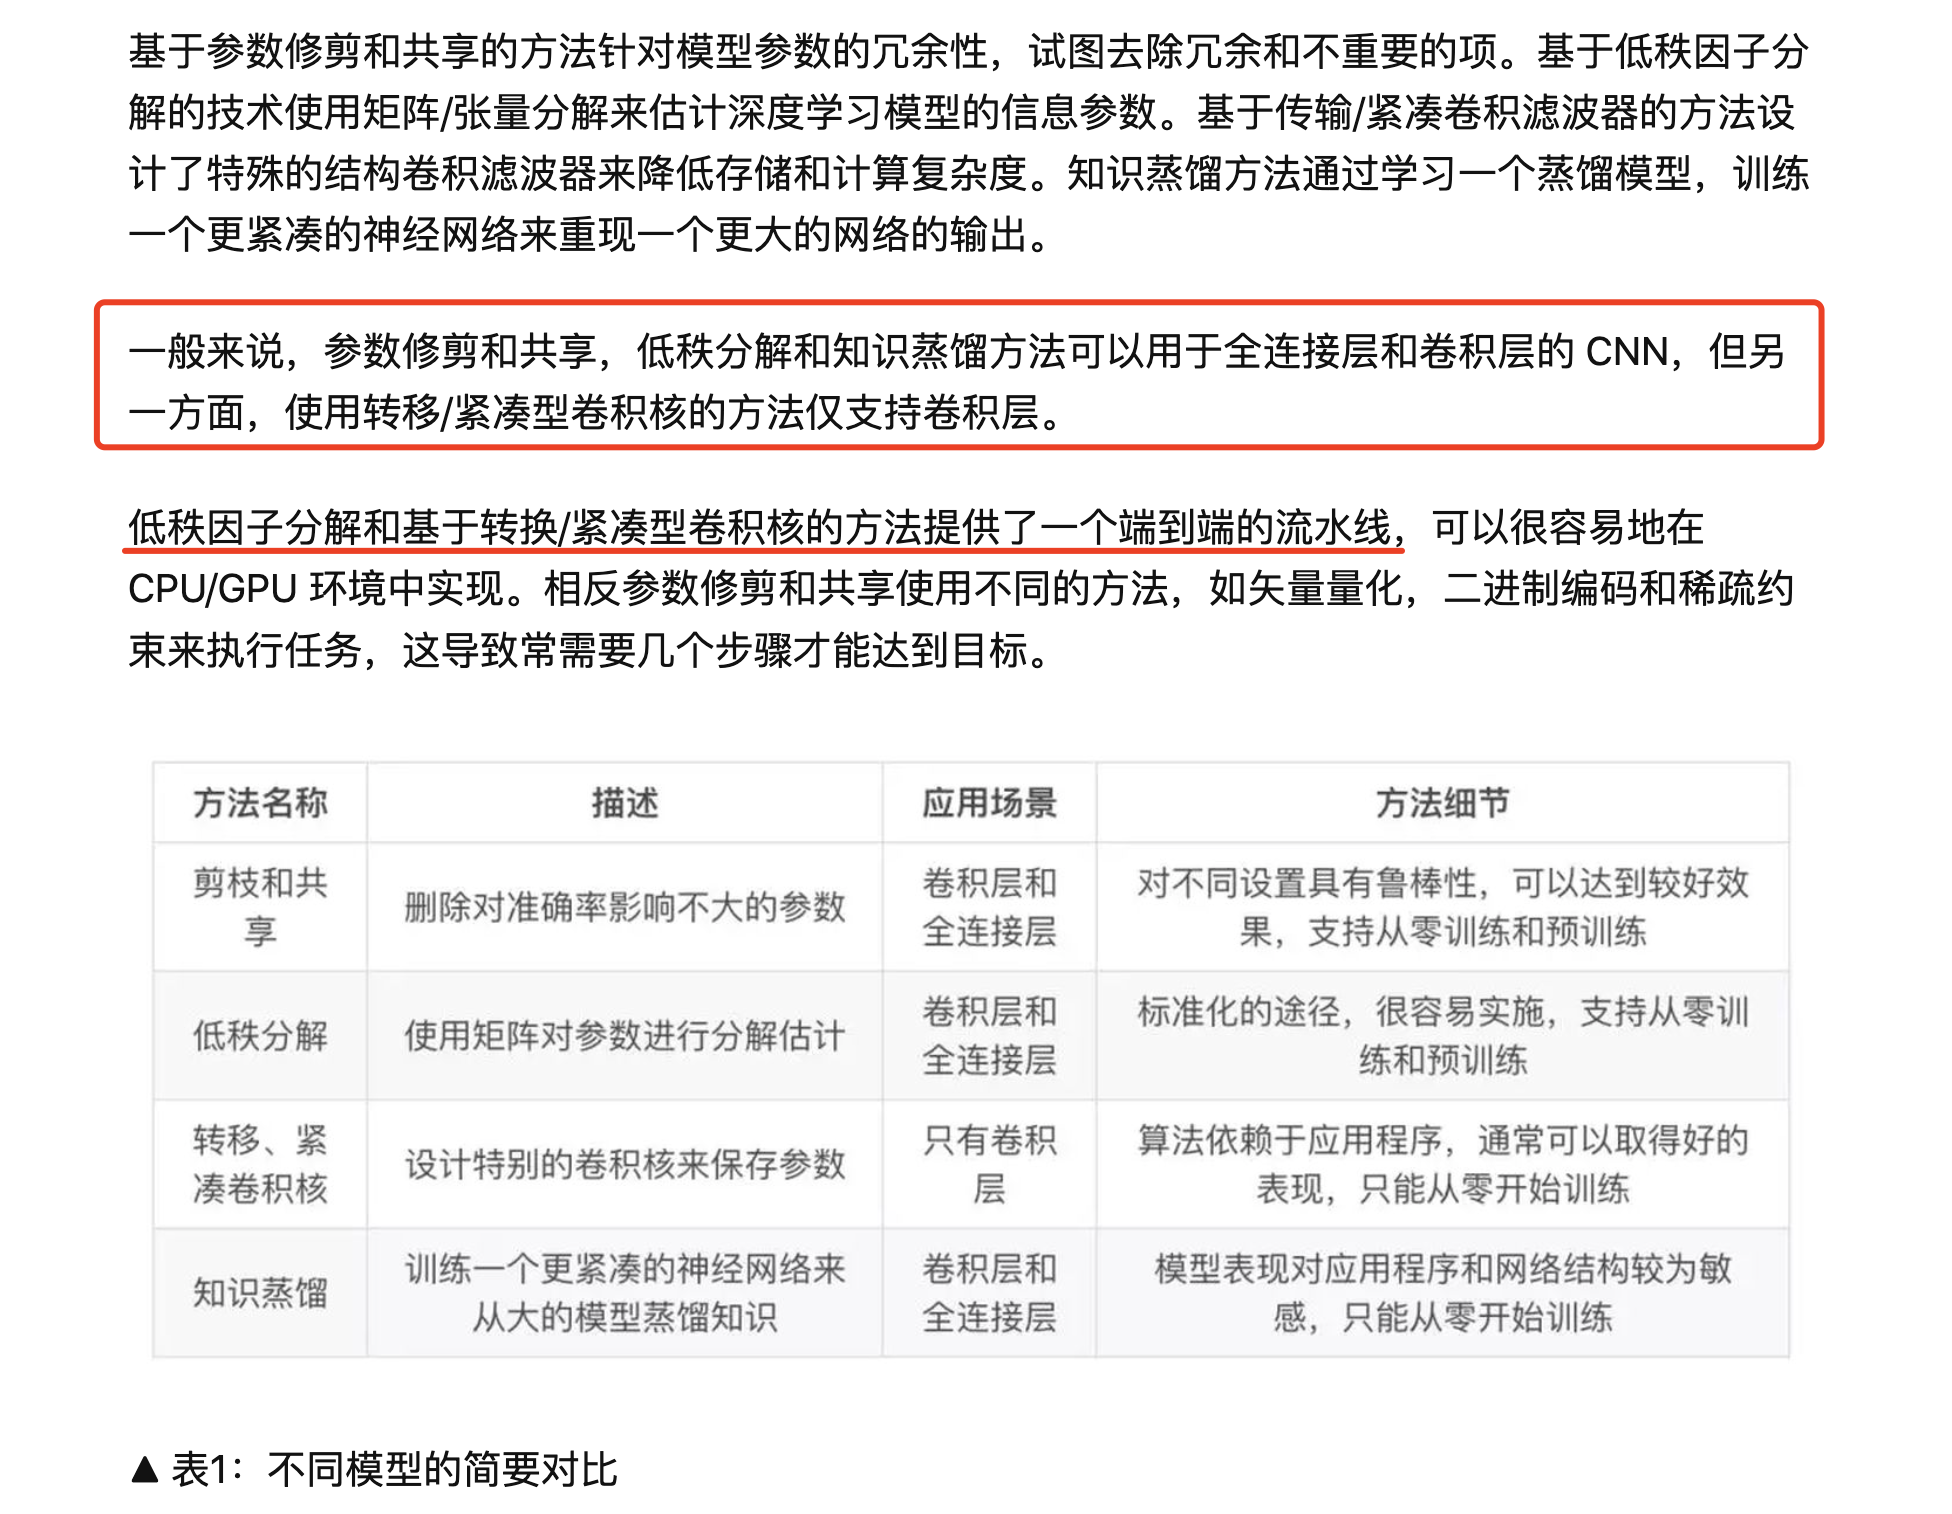 基于参数修剪和共享的方法针对模型参数的冗余性，试图去除冗余和不重要的项。基于低秩因子分
解的技术使用矩阵/张量分解来估计深度学习模型的信息参数。基于传输/紧凑卷积滤波器的方法设
计了特殊的结构卷积滤波器来降低存储和计算复杂度。知识蒸馏方法通过学习一个蒸馏模型，训练
一个更紧凑的神经网络来重现一个更大的网络的输出。
一般来说，参数修剪和共享，低秩分解和知识蒸馏方法可以用于全连接层和卷积层的 CNN，但另
一方面，使用转移/紧凑型卷积核的方法仅支持卷积层。
低秩因子分解和基于转换/紧凑型卷积核的方法提供了一个端到端的流水线，可以很容易地在
CPU/GPU 环境中实现。相反参数修剪和共享使用不同的方法，如矢量量化，二进制编码和稀疏约
束来执行任务，这导致常需要几个步骤才能达到目标。
方法名称 描述 应用场景 方法细节
剪枝和共
享
删除对准确率影响不大的参数
卷积层和
全连接层
对不同设置具有鲁棒性，可以达到较好效
果，支持从零训练和预训练
低秩分解
使用矩阵对参数进行分解估计
卷积层和
全连接层
标准化的途径，很容易实施，支持从零训
练和预训练
转移、紧
凑卷积核
设计特别的卷积核来保存参数
只有卷积
层
算法依赖于应用程序，通常可以取得好的
表现，只能从零开始训练
知识蒸馏
训练一个更紧凑的神经网络来
从大的模型蒸馏知识
卷积层和
全连接层
模型表现对应用程序和网络结构较为敏
感，只能从零开始训练
▲ 表1：不同模型的简要对比